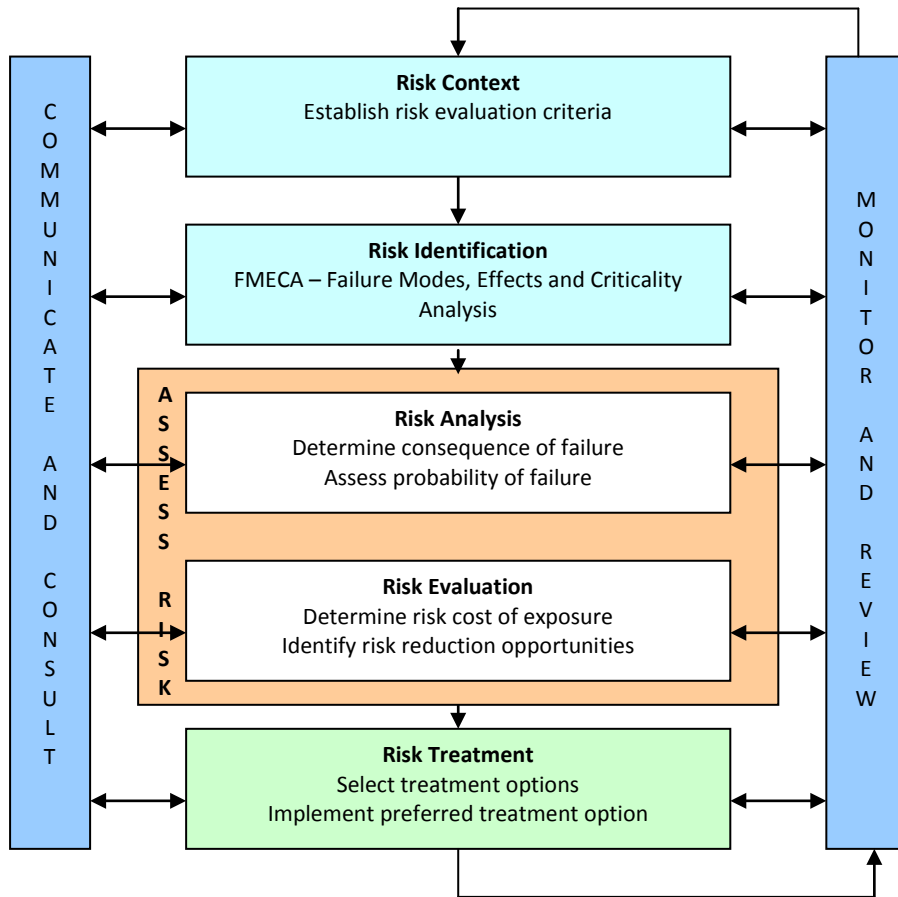 COMMUNICATE AND CONSULT
Risk Context
Establish risk evaluation criteria
Risk Identification
FMECA – Failure Modes, Effects and Criticality
Analysis
ASSESS RISK
Risk Analysis
Determine consequence of failure
Assess probability of failure
Risk Evaluation
Determine risk cost of exposure
Identify risk reduction opportunities
Risk Treatment
Select treatment options
Implement preferred treatment option
MONITOR AND REVIEW